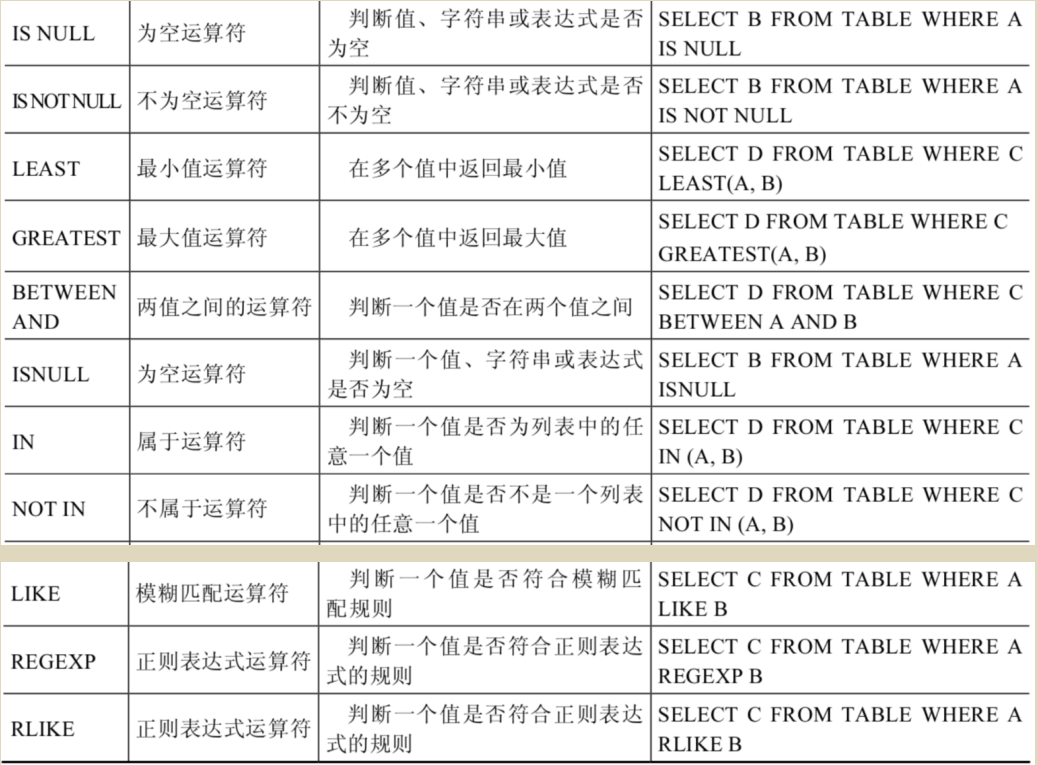 IS NULL
为空运算符
判断值、字符串或表达式是否
为空
SELECT B FROM TABLE WHERE A
IS NULL
IS NOT NULL
不为空运算符
判断值、字符串或表达式是否
不为空
SELECT B FROM TABLE WHERE A
IS NOT NULL
LEAST
最小值运算符
在多个值中返回最小值
SELECT D FROM TABLE WHERE C
LEAST(A, B)
GREATEST
最大值运算符
在多个值中返回最大值
SELECT D FROM TABLE WHERE C
GREATEST(A, B)
BETWEEN
AND
两值之间的运算符
判断一个值是否在两个值之间
SELECT D FROM TABLE WHERE C
BETWEEN A AND B
ISNULL
为空运算符
判断一个值、字符串或表达式
是否为空
SELECT B FROM TABLE WHERE A
ISNULL
IN
属于运算符
判断一个值是否为列表中的任
意一个值
SELECT D FROM TABLE WHERE C
IN (A, B)
NOT IN
不属于运算符
判断一个值是否不是一个列表
中的任意一个值
SELECT D FROM TABLE WHERE C
NOT IN (A, B)
LIKE
模糊匹配运算符
判断一个值是否符合模糊匹
配规则
SELECT C FROM TABLE WHERE A
LIKE B
REGEXP
正则表达式运算符
判断一个值是否符合正则表达
式的规则
SELECT C FROM TABLE WHERE A
REGEXP B
RLIKE
正则表达式运算符
判断一个值是否符合正则表达
式的规则
SELECT C FROM TABLE WHERE A
RLIKE B